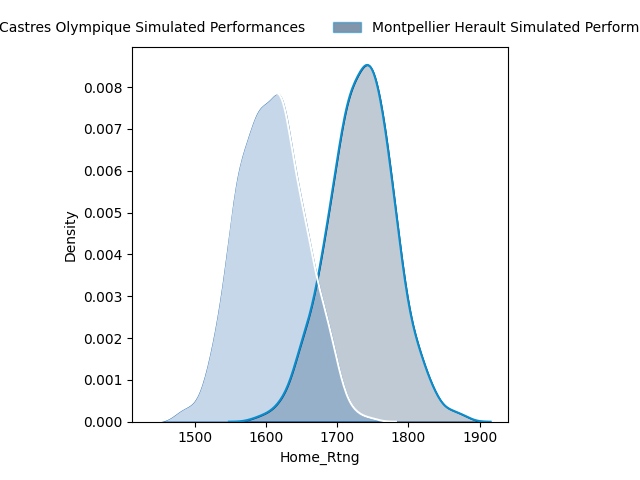 Castres Olympique Simulated Performances
Montpellier Herault Simulated Perform
0.008
0.007
0.006
0.005
0.004
0.003
0.002
0.001
0.000
Density
1500 1600 1700 1800 1900
Home_Rtng